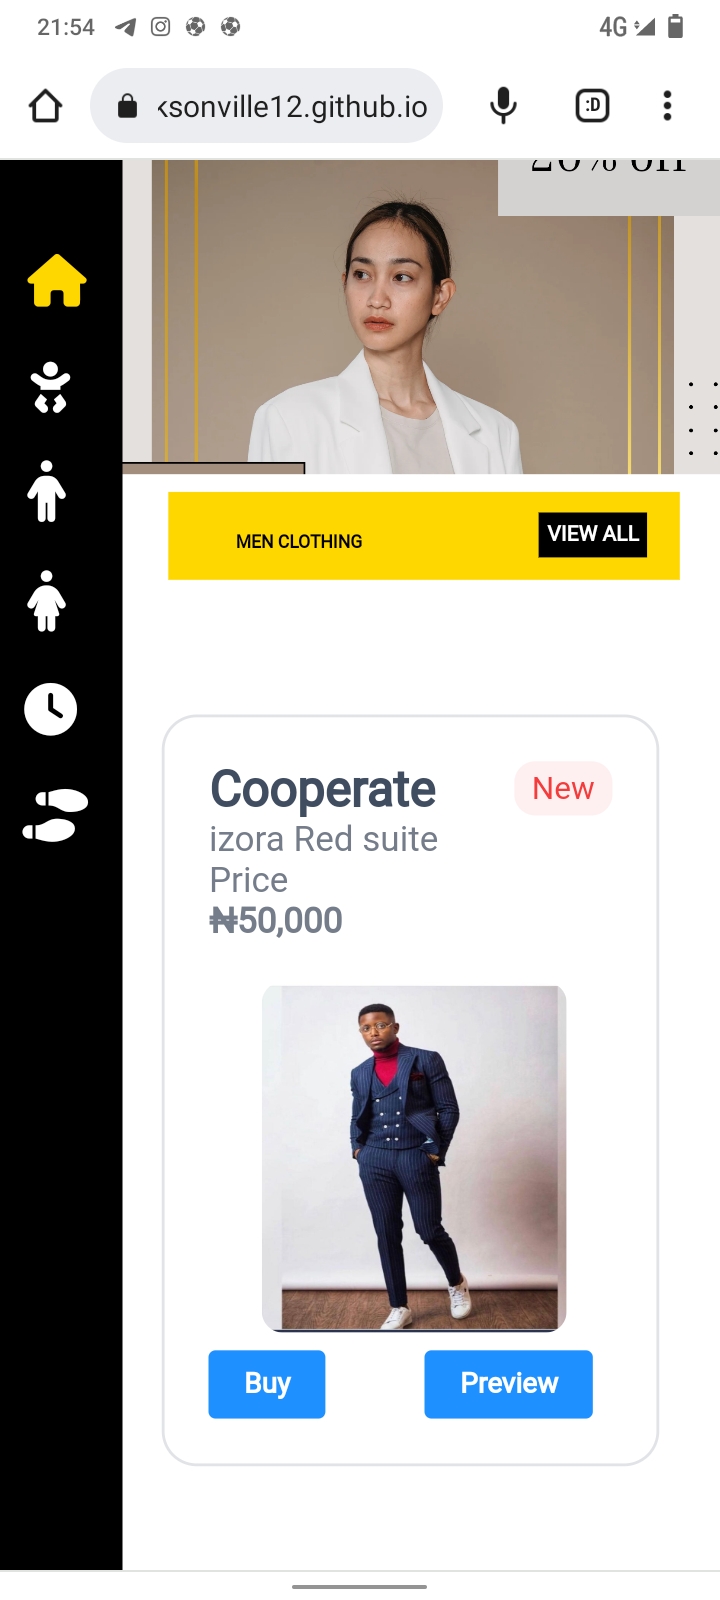 21:54
4G
sonville12.github.io
:D
20% off
MEN CLOTHING
VIEW ALL
Cooperate
New
izora Red suite
Price
₦50,000
Buy
Preview